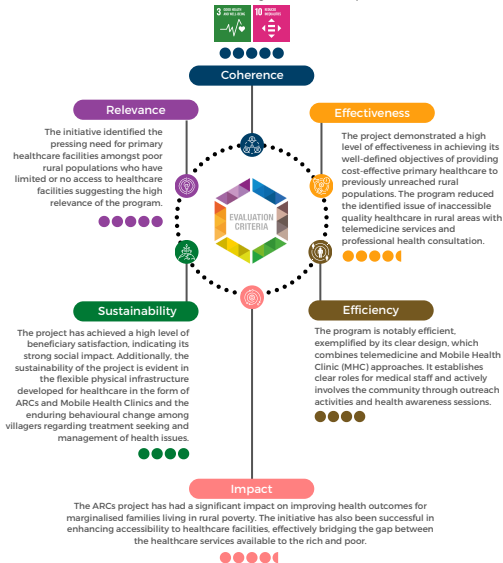 3 GOOD HEALTH
AND WELL-BEING
10 REDUCED
INEQUALITIES
Coherence
Relevance
The initiative identified the
pressing need for primary
healthcare facilities amongst poor
rural populations who have
limited or no access to healthcare
facilities suggesting the high
relevance of the program.
Effectiveness
The project demonstrated a high
level of effectiveness in achieving its
well-defined objectives of providing
cost-effective primary healthcare to
previously unreached rural
populations. The program reduced
the identified issue of inaccessible
quality healthcare in rural areas with
telemedicine services and
professional health consultation.
EVALUATION
CRITERIA
Sustainability
The project has achieved a high level of
beneficiary satisfaction, indicating its
strong social impact. Additionally, the
sustainability of the project is evident in
the flexible physical infrastructure
developed for healthcare in the form of
ARCs and Mobile Health Clinics and the
enduring behavioural change among
villagers regarding treatment seeking and
management of health issues.
Efficiency
The program is notably efficient,
exemplified by its clear design, which
combines telemedicine and Mobile Health
Clinic (MHC) approaches. It establishes
clear roles for medical staff and actively
involves the community through outreach
activities and health awareness sessions.
Impact
The ARCs project has had a significant impact on improving health outcomes for
marginalised families living in rural poverty. The initiative has also been successful in
enhancing accessibility to healthcare facilities, effectively bridging the gap between
the healthcare services available to the rich and poor.